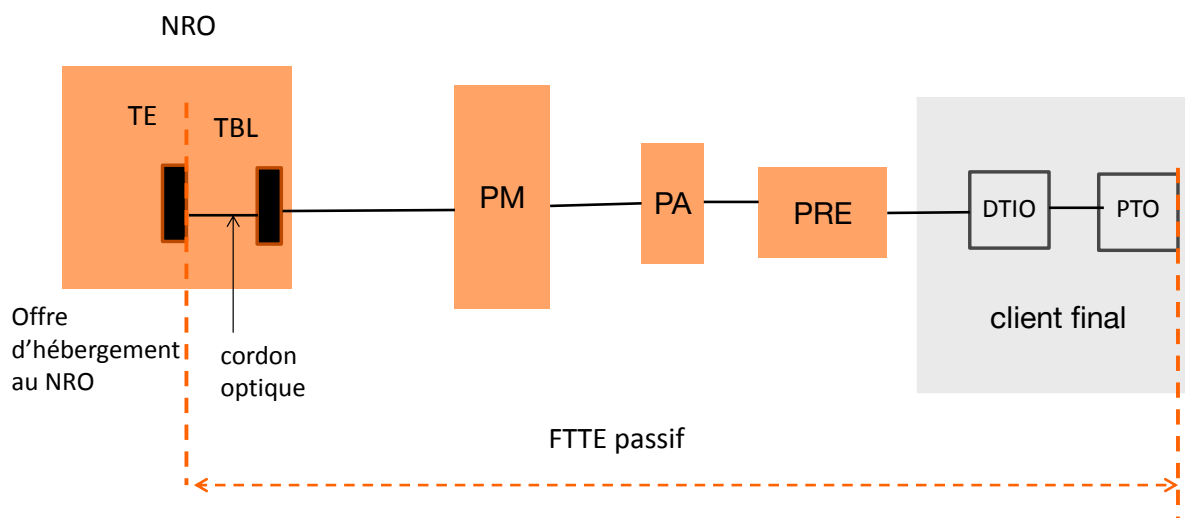 NRO
TE
TBL
PM
PA
PRE
DTIO
PTO
client final
Offre
d’hébergement
au NRO
cordon
optique
FTTE passif